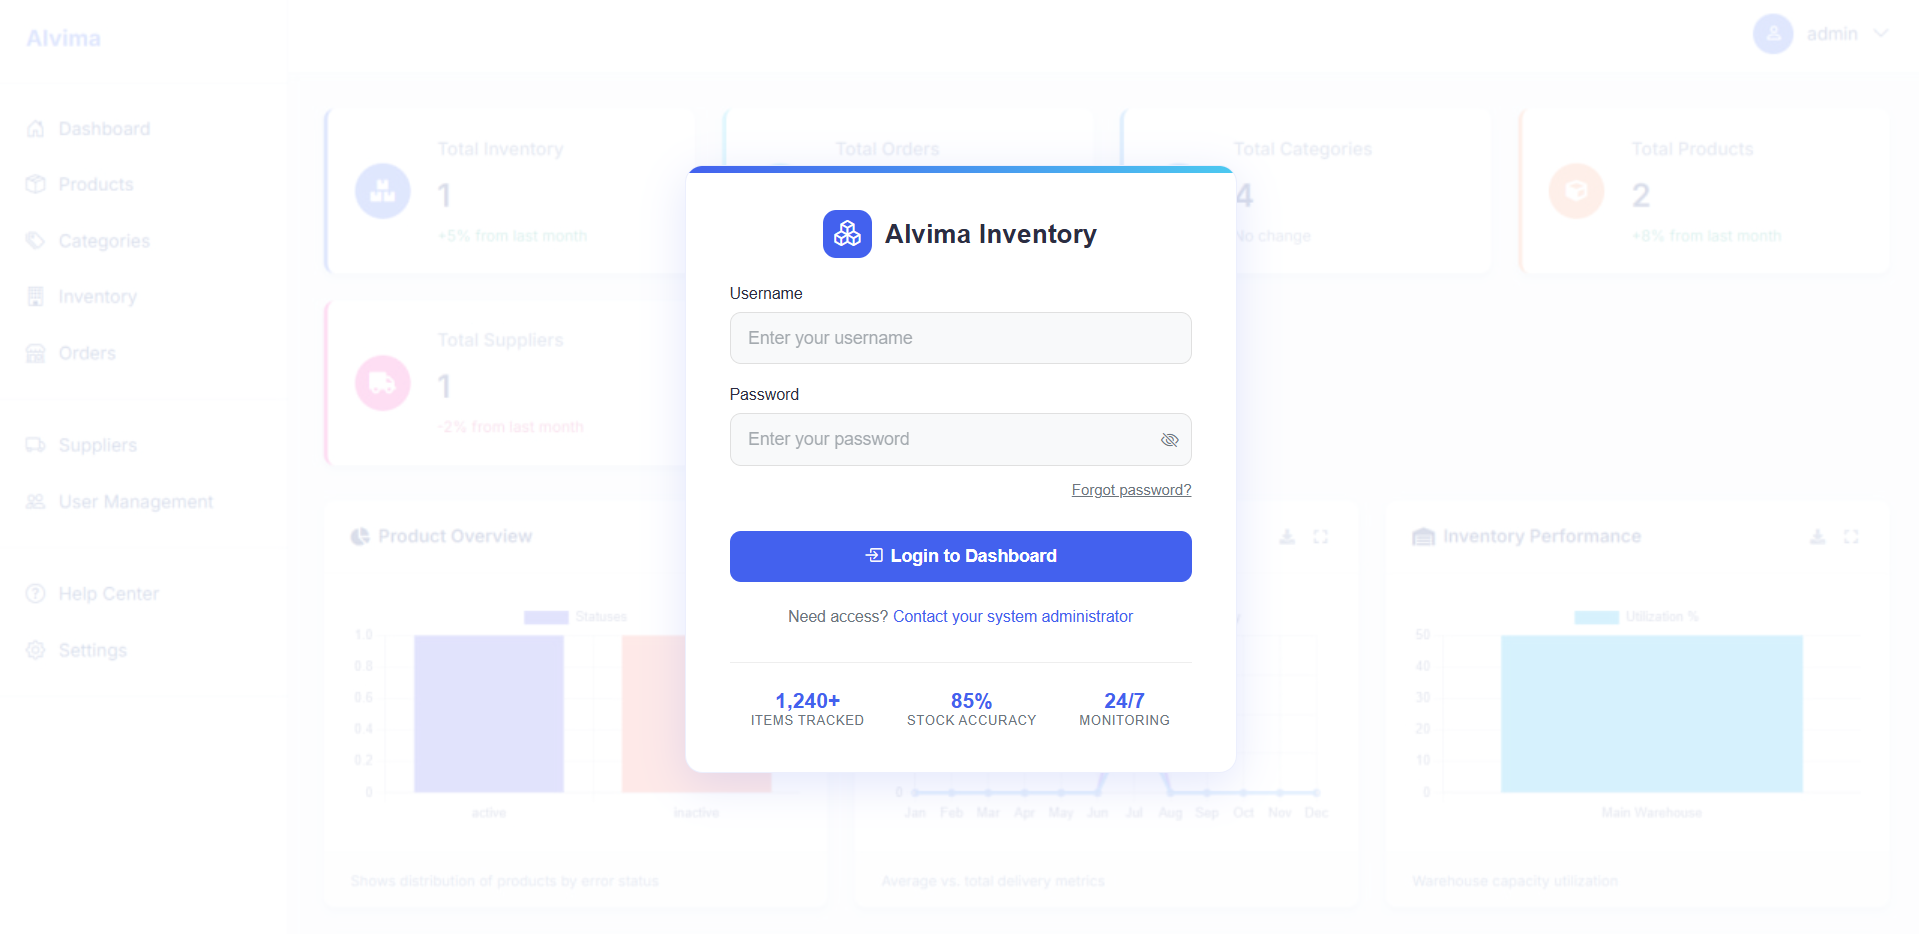 Alvima
admin
Dashboard
Products
Categories
Inventory
Orders
Suppliers
User Management
Help Center
Settings
Total Inventory
1
+5% from last month
Total Orders
Total Categories
4
No change
Total Products
2
+8% from last month
Total Suppliers
1
-2% from last month
Alvima Inventory
Username
Enter your username
Password
Enter your password
Forgot password?
Login to Dashboard
Need access? Contact your system administrator
1,240+
ITEMS TRACKED
85%
STOCK ACCURACY
24/7
MONITORING
Product Overview
Statuses
1.0
0.8
0.6
0.4
0.2
0
active
inactive
Shows distribution of products by error status
0
Jan Feb Mar Apr May Jun Jul Aug Sep Oct Nov Dec
Average vs. total delivery metrics
Inventory Performance
Utilization %
50
40
30
20
10
0
Main Warehouse
Warehouse capacity utilization